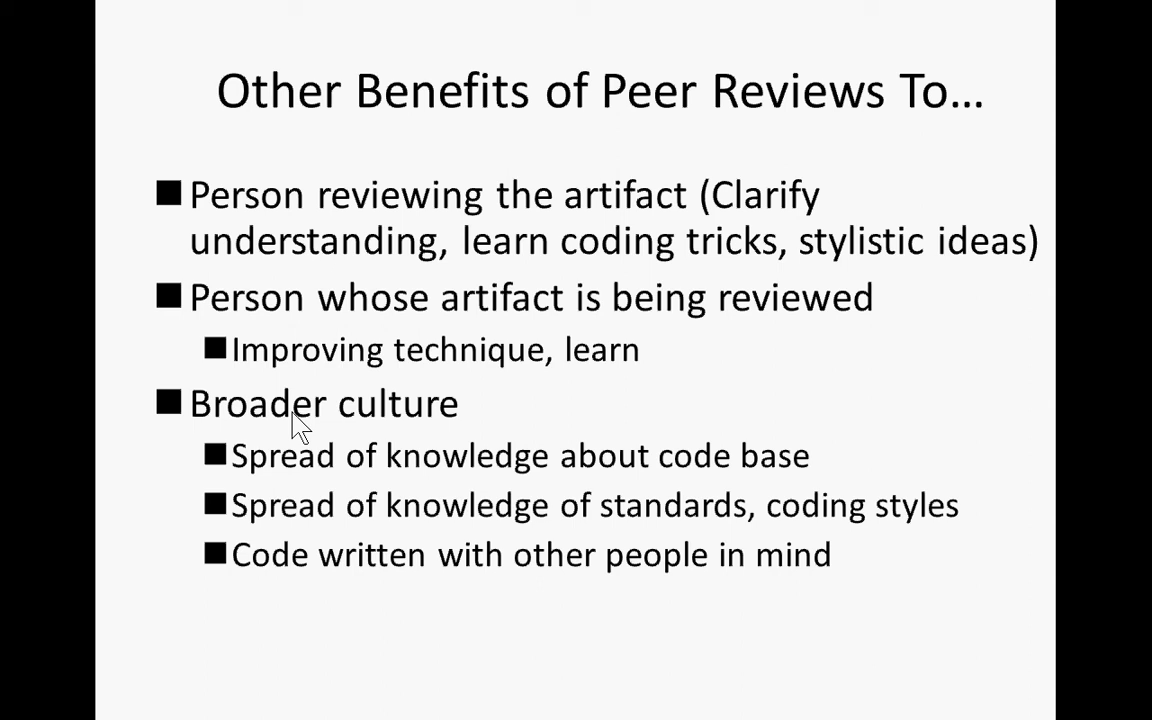 Other Benefits of Peer Reviews To...
Person reviewing the artifact (Clarify
understanding, learn coding tricks, stylistic ideas)
Person whose artifact is being reviewed
Improving technique, learn
Broader culture
Spread of knowledge about code base
Spread of knowledge of standards, coding styles
Code written with other people in mind